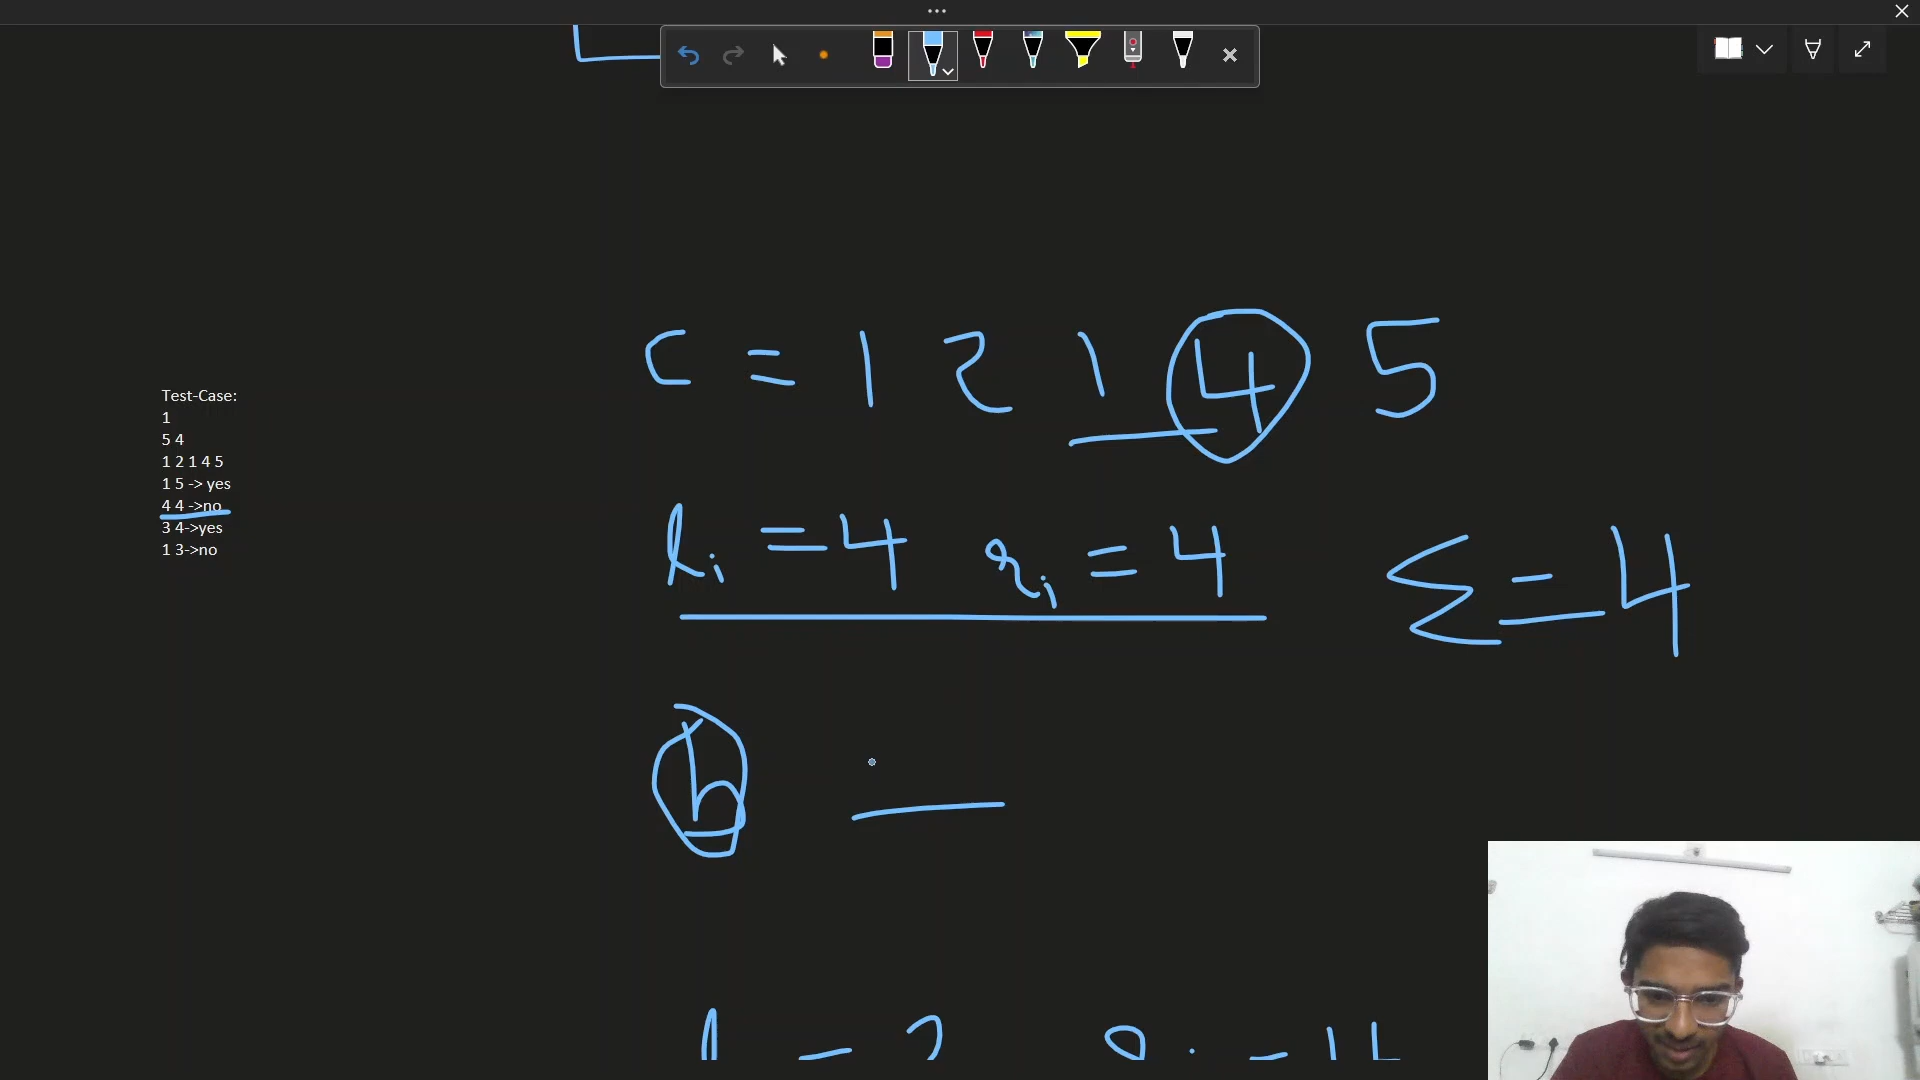 Test-Case:
1
5 4
1 2 1 4 5
1 5 -> yes
4 4 ->no
3 4->yes
1 3->no
c = 1 2 1 4 5
li = 4 ri = 4
Σ = 4
b